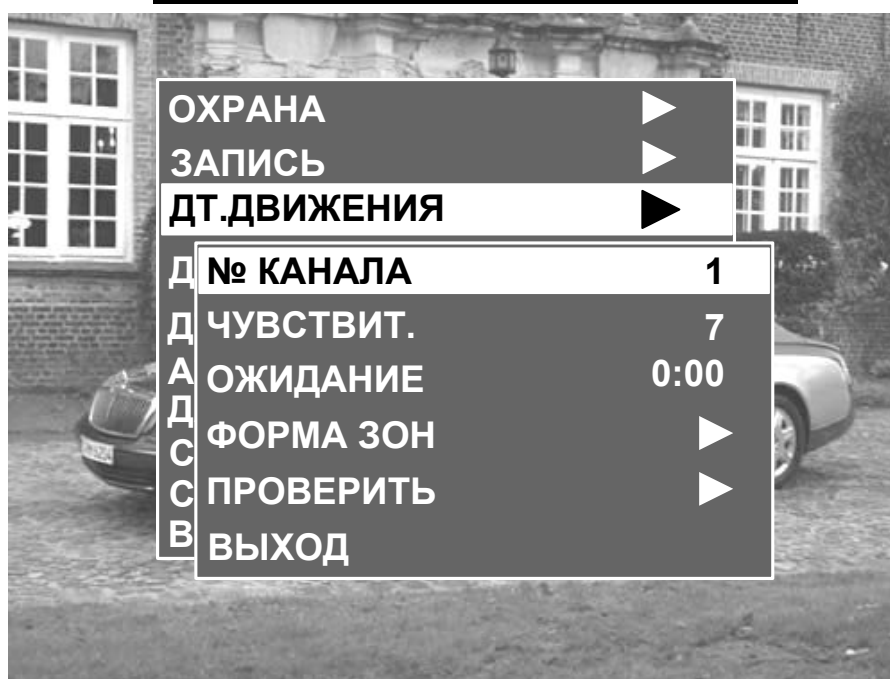 ОХРАНА
ЗАПИСЬ
ДТ.ДВИЖЕНИЯ
Д
№ КАНАЛА 1
Д
ЧУВСТВИТ. 7
А
ОЖИДАНИЕ 0:00
Д
ФОРМА ЗОН
С
С
ПРОВЕРИТЬ
В
ВЫХОД